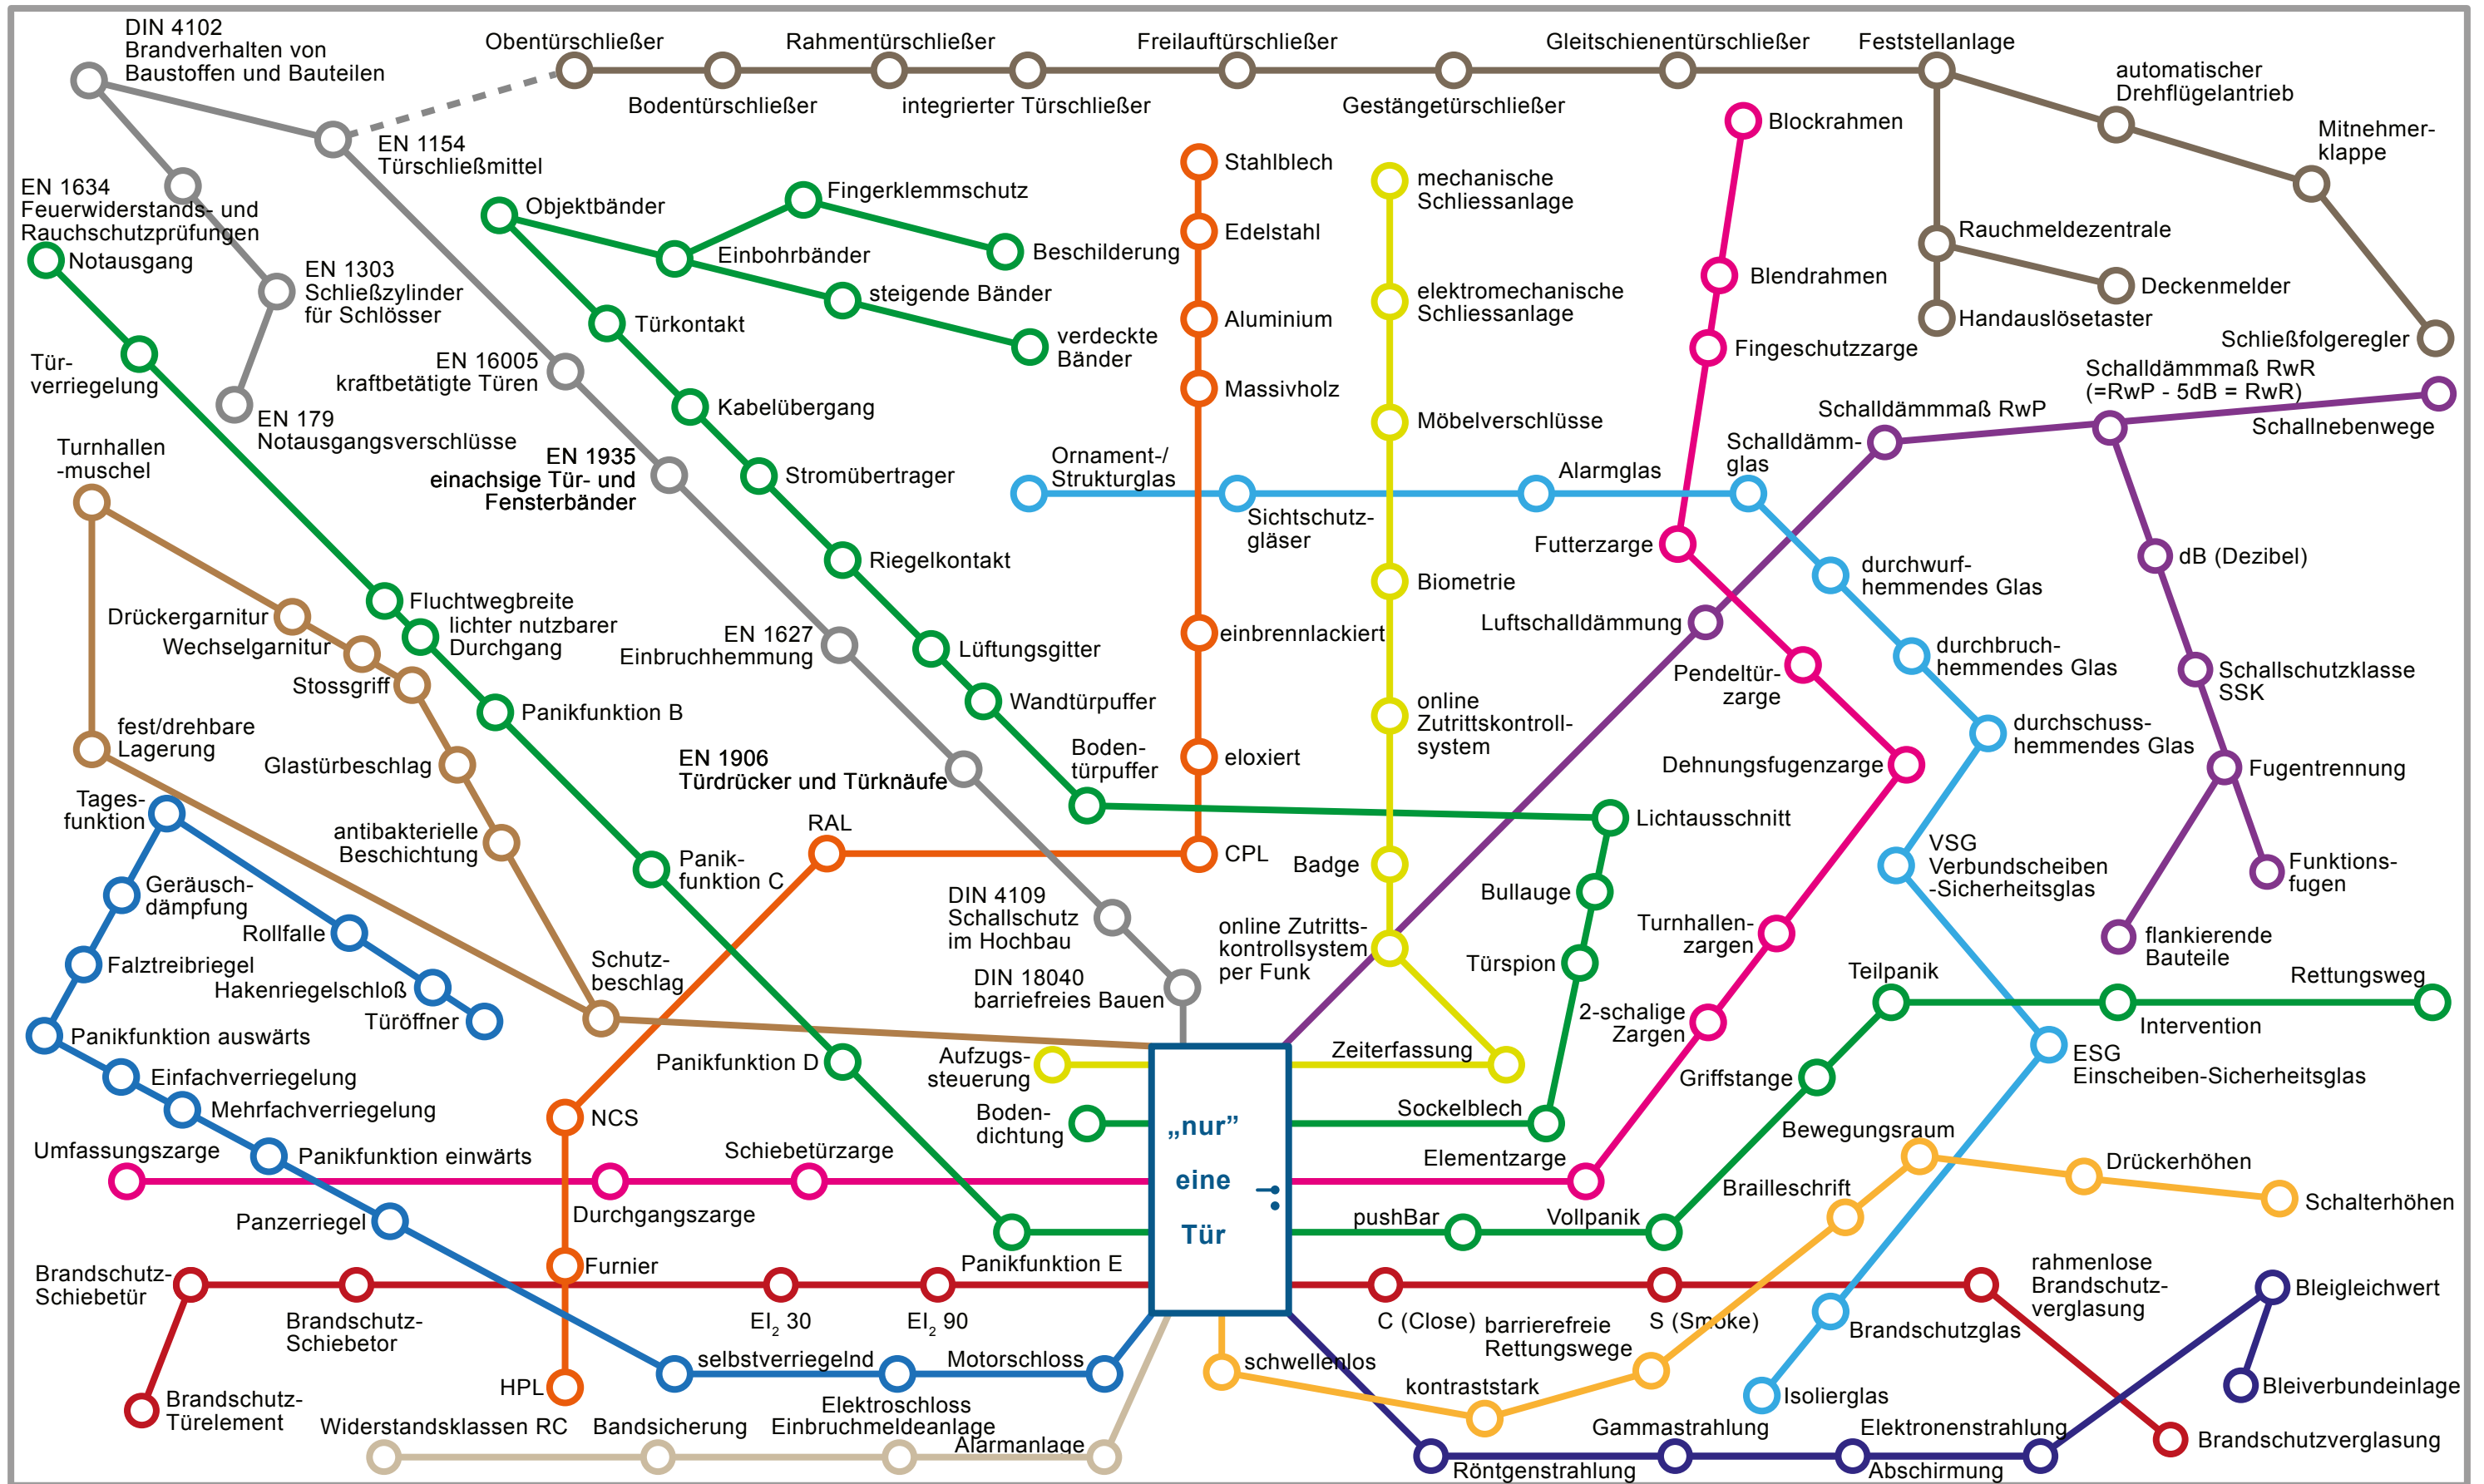 DIN 4102
Brandverhalten von
Baustoffen und Bauteilen
Obentürschließer
Rahmentürschließer
Freilauftürschließer
Gleitschienentürschließer
Feststellanlage
Bodentürschließer
integrierter Türschließer
Gestängetürschließer
automatischer
Drehflügelantrieb
Mitnehmer-
klappe
EN 1154
Türschließmittel
Blockrahmen
EN 1634
Feuerwiderstands- und
Rauchschutzprüfungen
Notausgang
Objektbänder
Fingerklemmschutz
Einbohrbänder
Beschilderung
steigende Bänder
verdeckte
Bänder
Stahlblech
Edelstahl
Aluminium
Massivholz
mechanische
Schliessanlage
elektromechanische
Schliessanlage
Möbelverschlüsse
Blendrahmen
Fingeschutzzarge
Rauchmeldezentrale
Deckenmelder
Handauslösetaster
Schließfolgeregler
EN 1303
Schließzylinder
für Schlösser
Tür-
verriegelung
EN 179
Notausgangsverschlüsse
Türkontakt
EN 16005
kraftbetätigte Türen
Kabelübergang
EN 1935
einachsige Tür- und
Fensterbänder
Stromübertrager
Schalldämmmaß RwR
(=RwP - 5dB = RwR)
Schalldämmmaß RwP
Schallnebenwege
Turnhallen
-muschel
Ornament-/
Strukturglas
Sichtschutz-
gläser
Alarmglas
Schalldämm-
glas
Riegelkontakt
Futterzarge
durchwurf-
hemmendes Glas
dB (Dezibel)
Biometrie
Drückergarnitur
Wechselgarnitur
Stossgriff
Fluchtwegbreite
lichter nutzbarer
Durchgang
EN 1627
Einbruchhemmung
Lüftungsgitter
einbrennlackiert
Luftschalldämmung
Pendeltür-
zarge
durchbruch-
hemmendes Glas
Schallschutzklasse
SSK
Panikfunktion B
Wandtürpuffer
online
Zutrittskontroll-
system
durchschuss-
hemmendes Glas
fest/drehbare
Lagerung
Glastürbeschlag
EN 1906
Türdrücker und Türknäufe
Boden-
türpuffer
eloxiert
Dehnungsfugenzarge
Fugentrennung
Tages-
funktion
antibakterielle
Beschichtung
RAL
CPL
Lichtausschnitt
Badge
VSG
Verbundscheiben
-Sicherheitsglas
Funktions-
fugen
Panik-
funktion C
Geräusch-
dämpfung
Rollfalle
DIN 4109
Schallschutz
im Hochbau
Bullauge
Turnhallen-
zargen
flankierende
Bauteile
Falztreibriegel
Hakenriegelschloß
Türöffner
Schutz-
beschlag
DIN 18040
barriefreies Bauen
online Zutritts-
kontrollsystem
per Funk
Türspion
Teilpanik
Rettungsweg
Intervention
2-schalige
Zargen
Panikfunktion auswärts
Einfachverriegelung
Mehrfachverriegelung
Panikfunktion D
Aufzugs-
steuerung
Zeiterfassung
Griffstange
ESG
Einscheiben-Sicherheitsglas
NCS
Boden-
dichtung
Sockelblech
Bewegungsraum
Umfassungszarge
Panikfunktion einwärts
Schiebetürzarge
Elementzarge
Drückerhöhen
Brailleschrift
Schalterhöhen
„nur”
eine
Tür
Panzerriegel
Durchgangszarge
pushBar
Vollpanik
Panikfunktion E
Furnier
Brandschutz-
Schiebetür
Brandschutz-
Schiebetor
EI2 30
EI2 90
C (Close)
S (Smoke)
rahmenlose
Brandschutz-
verglasung
Bleigleichwert
barrierefreie
Rettungswege
Brandschutzglas
selbstverriegelnd
Motorschloss
schwellenlos
HPL
kontraststark
Isolierglas
Bleiverbundeinlage
Brandschutz-
Türelement
Elektroschloss
Widerstandsklassen RC
Bandsicherung
Einbruchmeldeanlage
Alarmanlage
Gammastrahlung
Elektronenstrahlung
Röntgenstrahlung
Abschirmung
Brandschutzverglasung